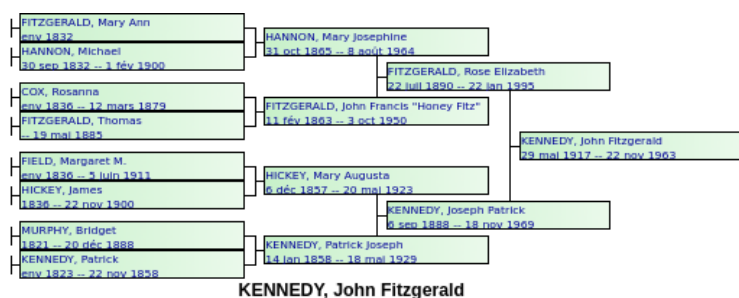 FITZGERALD, Mary Ann
env 1832
HANNON, Michael
30 sep 1832 -- 1 fév 1900
HANNON, Mary Josephine
31 oct 1865 -- 8 août 1964
FITZGERALD, Rose Elizabeth
22 juil 1890 -- 22 jan 1995
COX, Rosanna
env 1836 -- 12 mars 1879
FITZGERALD, Thomas
-- 19 mai 1885
FITZGERALD, John Francis "Honey Fitz"
11 fév 1863 -- 3 oct 1950
KENNEDY, John Fitzgerald
29 mai 1917 -- 22 nov 1963
FIELD, Margaret M.
env 1836 -- 5 juin 1911
HICKEY, James
1836 -- 22 nov 1900
HICKEY, Mary Augusta
6 déc 1857 -- 20 mai 1923
KENNEDY, Joseph Patrick
6 sep 1888 -- 18 nov 1969
MURPHY, Bridget
1821 -- 20 déc 1888
KENNEDY, Patrick
env 1823 -- 22 nov 1858
KENNEDY, Patrick Joseph
14 jan 1858 -- 18 mai 1929
KENNEDY, John Fitzgerald